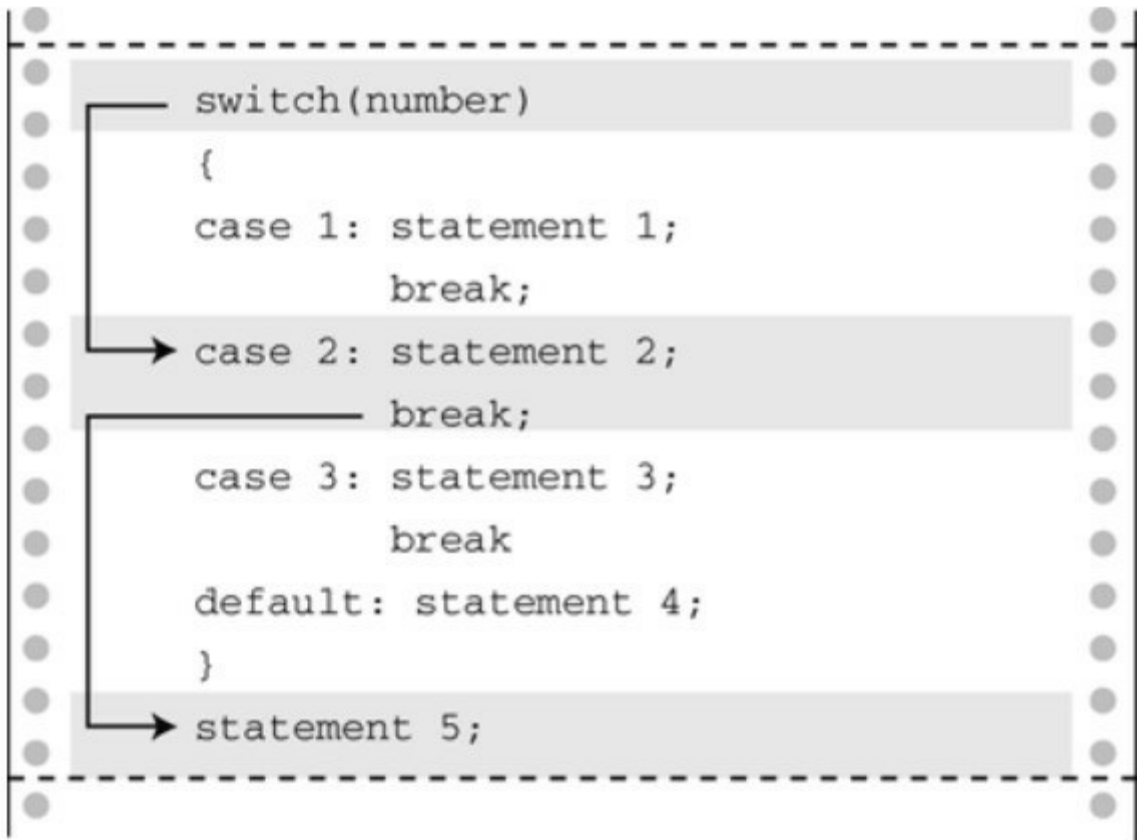 switch(number)
{
case 1: statement 1;
break;
case 2: statement 2;
break;
case 3: statement 3;
break
default: statement 4;
}
statement 5;